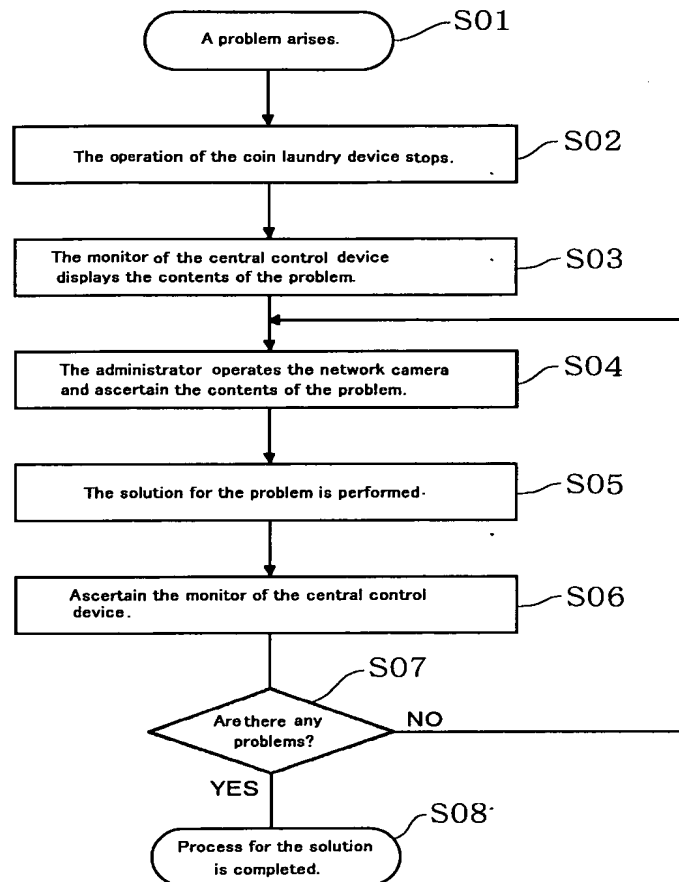 A problem arises.
S01
The operation of the coin laundry device stops.
S02
The monitor of the central control device
displays the contents of the problem.
S03
The administrator operates the network camera
and ascertain the contents of the problem.
S04
The solution for the problem is performed.
S05
Ascertain the monitor of the central control
device.
S06
S07
Are there any
problems?
NO
YES
S08
Process for the solution
is completed.